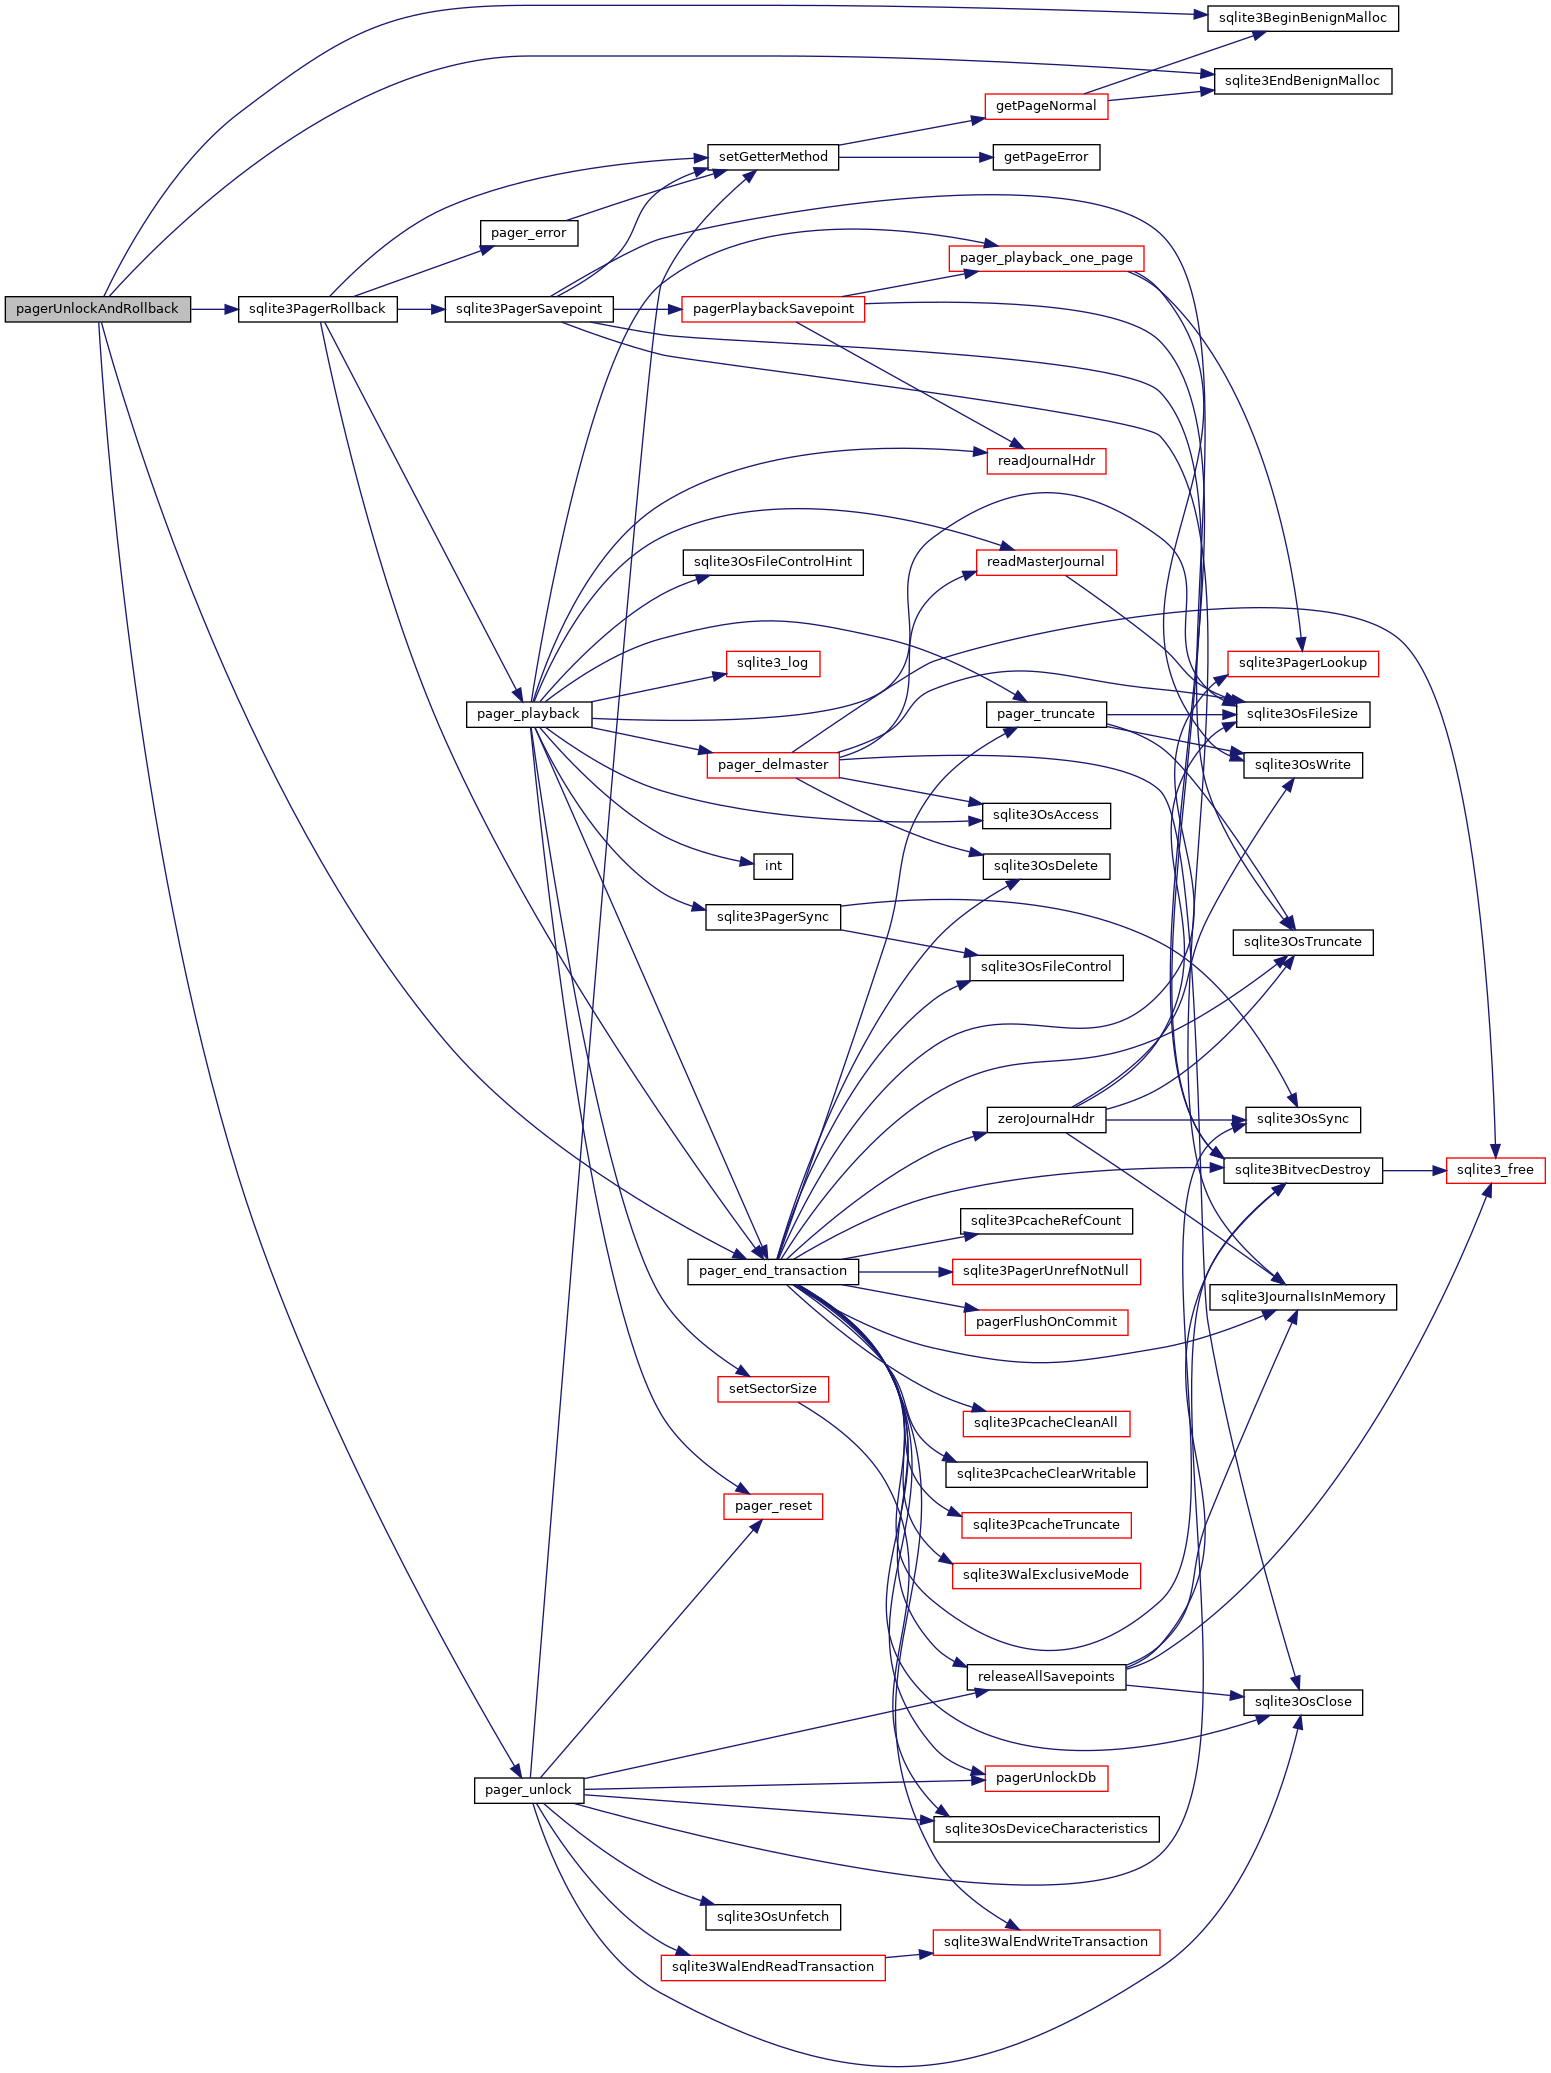 sqlite3BeginBenignMalloc
sqlite3EndBenignMalloc
getPageNormal
setGetterMethod
getPageError
pager_error
pager_playback_one_page
pagerUnlockAndRollback
sqlite3PagerRollback
sqlite3PagerSavepoint
pagerPlaybackSavepoint
readJournalHdr
sqlite3OsFileControlHint
readMasterJournal
sqlite3_log
sqlite3PagerLookup
pager_playback
pager_truncate
sqlite3OsFileSize
pager_delmaster
sqlite3OsWrite
sqlite3OsAccess
int
sqlite3OsDelete
sqlite3PagerSync
sqlite3OsTruncate
sqlite3OsFileControl
zeroJournalHdr
sqlite3OsSync
sqlite3BitvecDestroy
sqlite3_free
sqlite3PcacheRefCount
pager_end_transaction
sqlite3PagerUnrefNotNull
sqlite3JournalIsInMemory
pagerFlushOnCommit
setSectorSize
sqlite3PcacheCleanAll
sqlite3PcacheClearWritable
pager_reset
sqlite3PcacheTruncate
sqlite3WalExclusiveMode
releaseAllSavepoints
sqlite3OsClose
pagerUnlockDb
pager_unlock
sqlite3OsDeviceCharacteristics
sqlite3OsUnfetch
sqlite3WalEndWriteTransaction
sqlite3WalEndReadTransaction